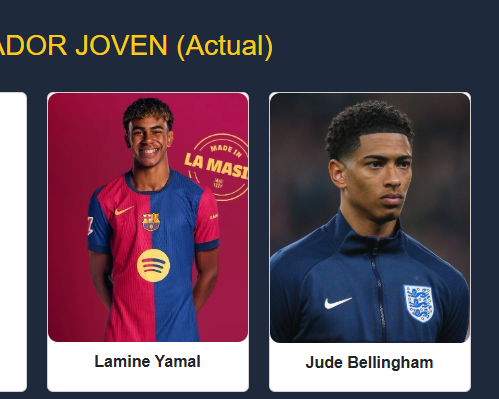 ADOR JOVEN (Actual)
MADE IN
LA MASI
Lamine Yamal
Jude Bellingham